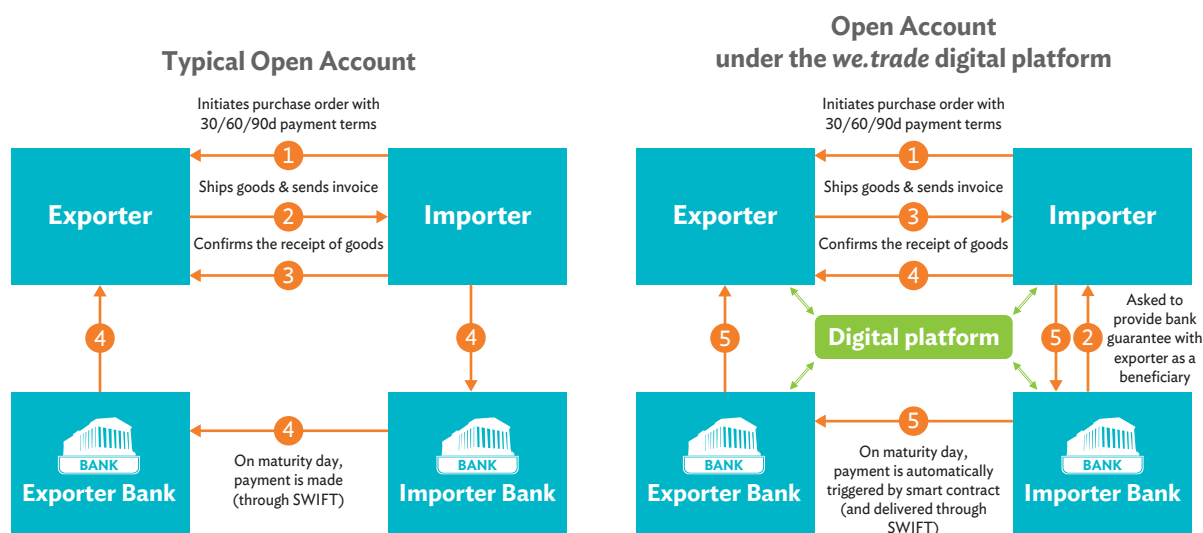 Typical Open Account
Initiates purchase order with
30/60/90d payment terms
1
Exporter
Ships goods & sends invoice
2
Importer
Confirms the receipt of goods
3
4
4
BANK
Exporter Bank
4
On maturity day,
payment is made
(through SWIFT)
BANK
Importer Bank
Open Account
under the we.trade digital platform
Initiates purchase order with
30/60/90d payment terms
1
Exporter
Ships goods & sends invoice
3
Importer
Confirms the receipt of goods
4
5
Digital platform
5
2
Asked to
provide bank
guarantee with
exporter as a
beneficiary
BANK
Exporter Bank
5
On maturity day,
payment is automatically
triggered by smart contract
(and delivered through
SWIFT)
BANK
Importer Bank